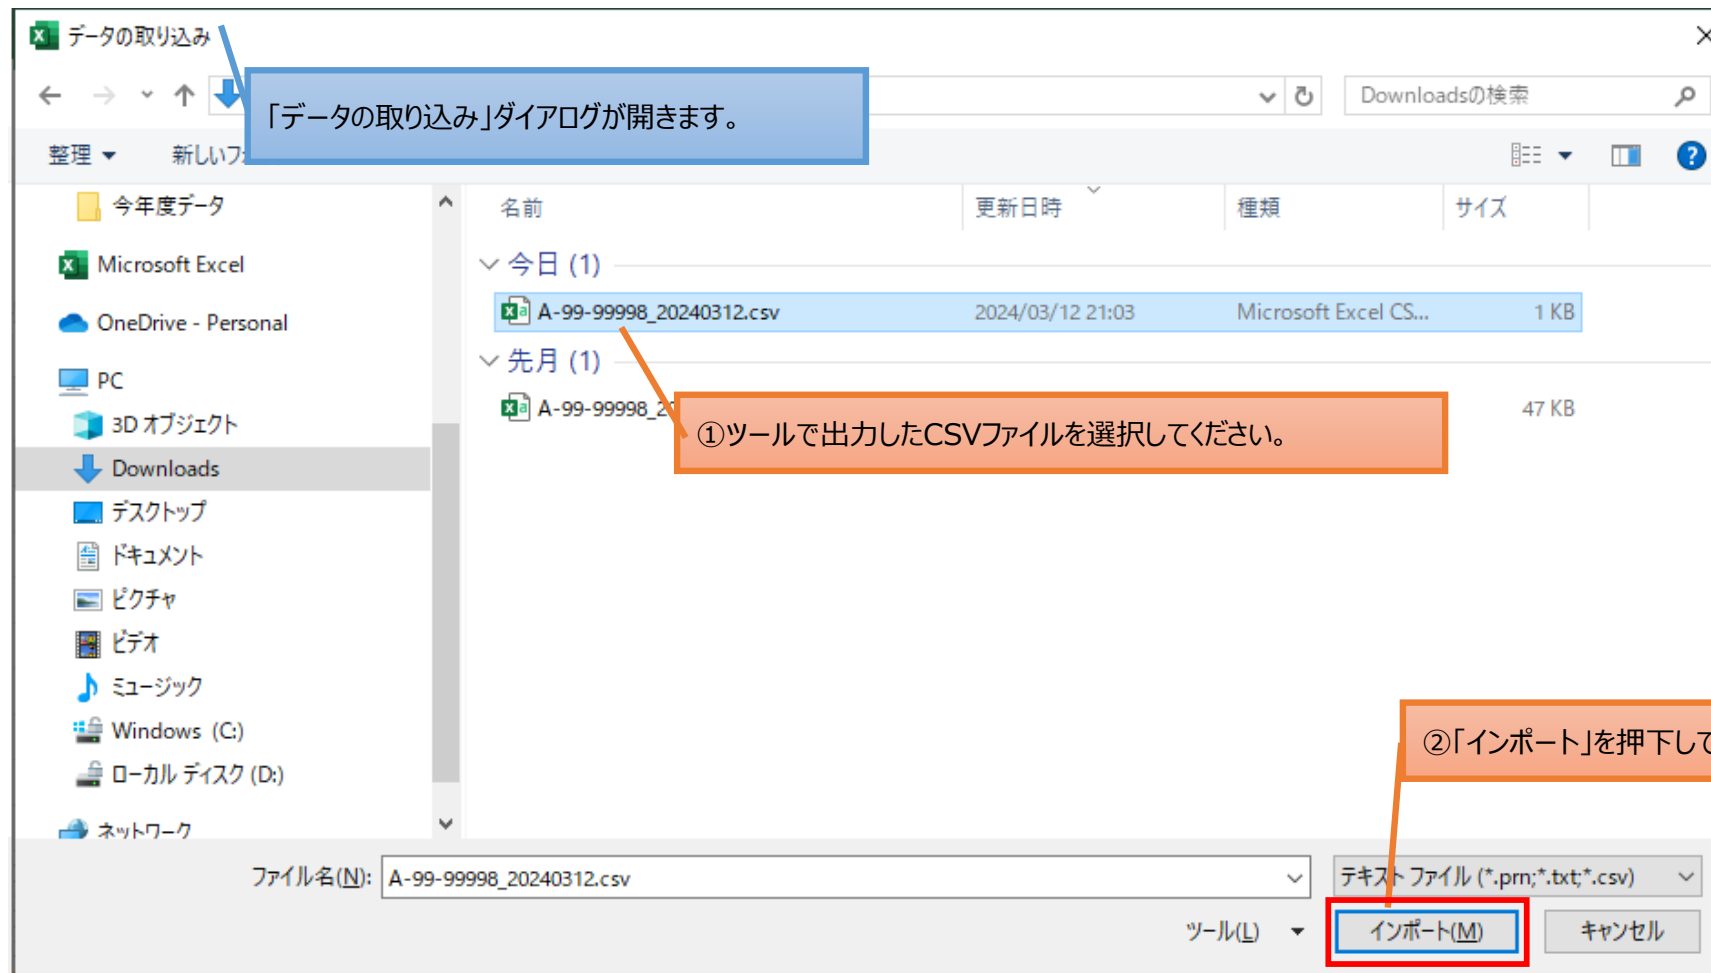 データの取り込み
「データの取り込み」ダイアログが開きます。
Downloadsの検索
整理
新しいフ
今年度データ
Microsoft Excel
OneDrive - Personal
PC
3D オブジェクト
Downloads
デスクトップ
ドキュメント
ピクチャ
ビデオ
ミュージック
Windows (C:)
ローカル ディスク (D:)
ネットワーク
名前 更新日時 種類 サイズ
今日 (1)
A-99-99998_20240312.csv 2024/03/12 21:03 Microsoft Excel CS... 1 KB
先月 (1)
A-99-99998_2 47 KB
①ツールで出力したCSVファイルを選択してください。
②「インポート」を押下して
ファイル名(N): A-99-99998_20240312.csv テキスト ファイル (*.prn;*.txt;*.csv)
ツール(L) インポート(M) キャンセル